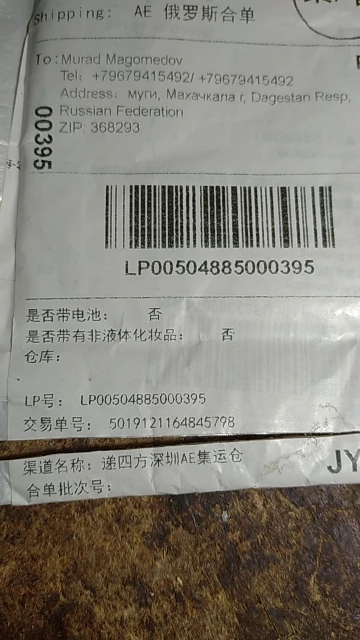 Shipping: AE 俄罗斯合单
To: Murad Magomedov
Tel: +79679415492/ +79679415492
Address: муги, Махачкала г, Dagestan Resp,
Russian Federation
ZIP: 368293
00395
LP00504885000395
是否带电池: 否
是否带有非液体化妆品: 否
仓库:
LP号: LP00504885000395
交易单号: 5019121164845798
渠道名称: 递四方深圳AE集运仓
JY
合单批次号: